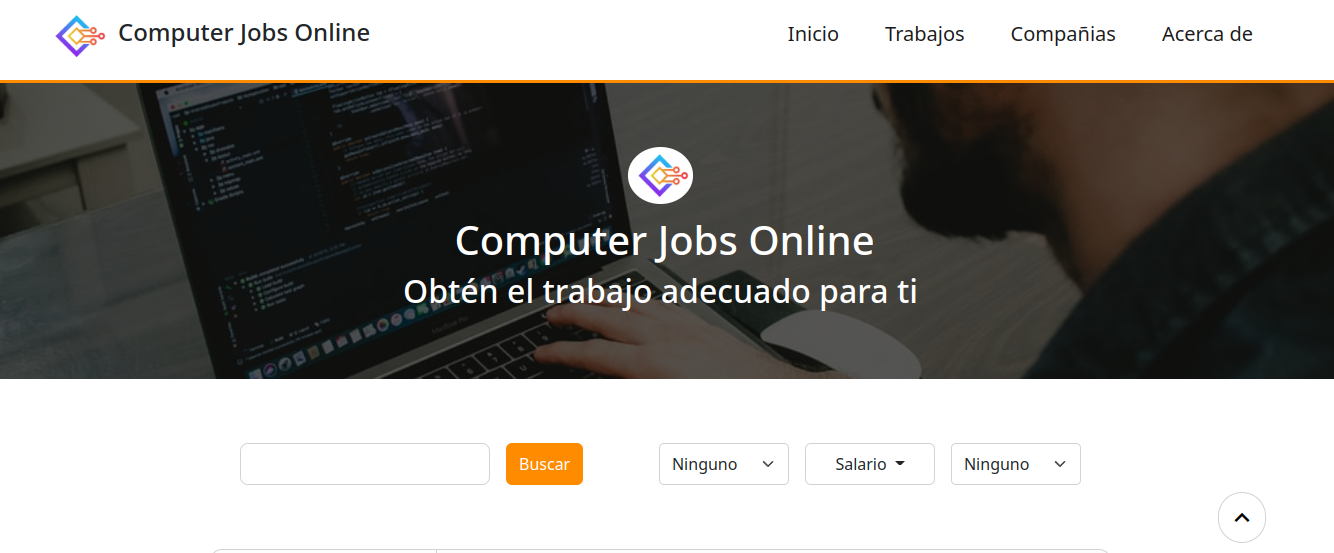 Computer Jobs Online
Inicio
Trabajos
Compañias
Acerca de
Computer Jobs Online
Obtén el trabajo adecuado para ti
Buscar
Ninguno
Salario
Ninguno